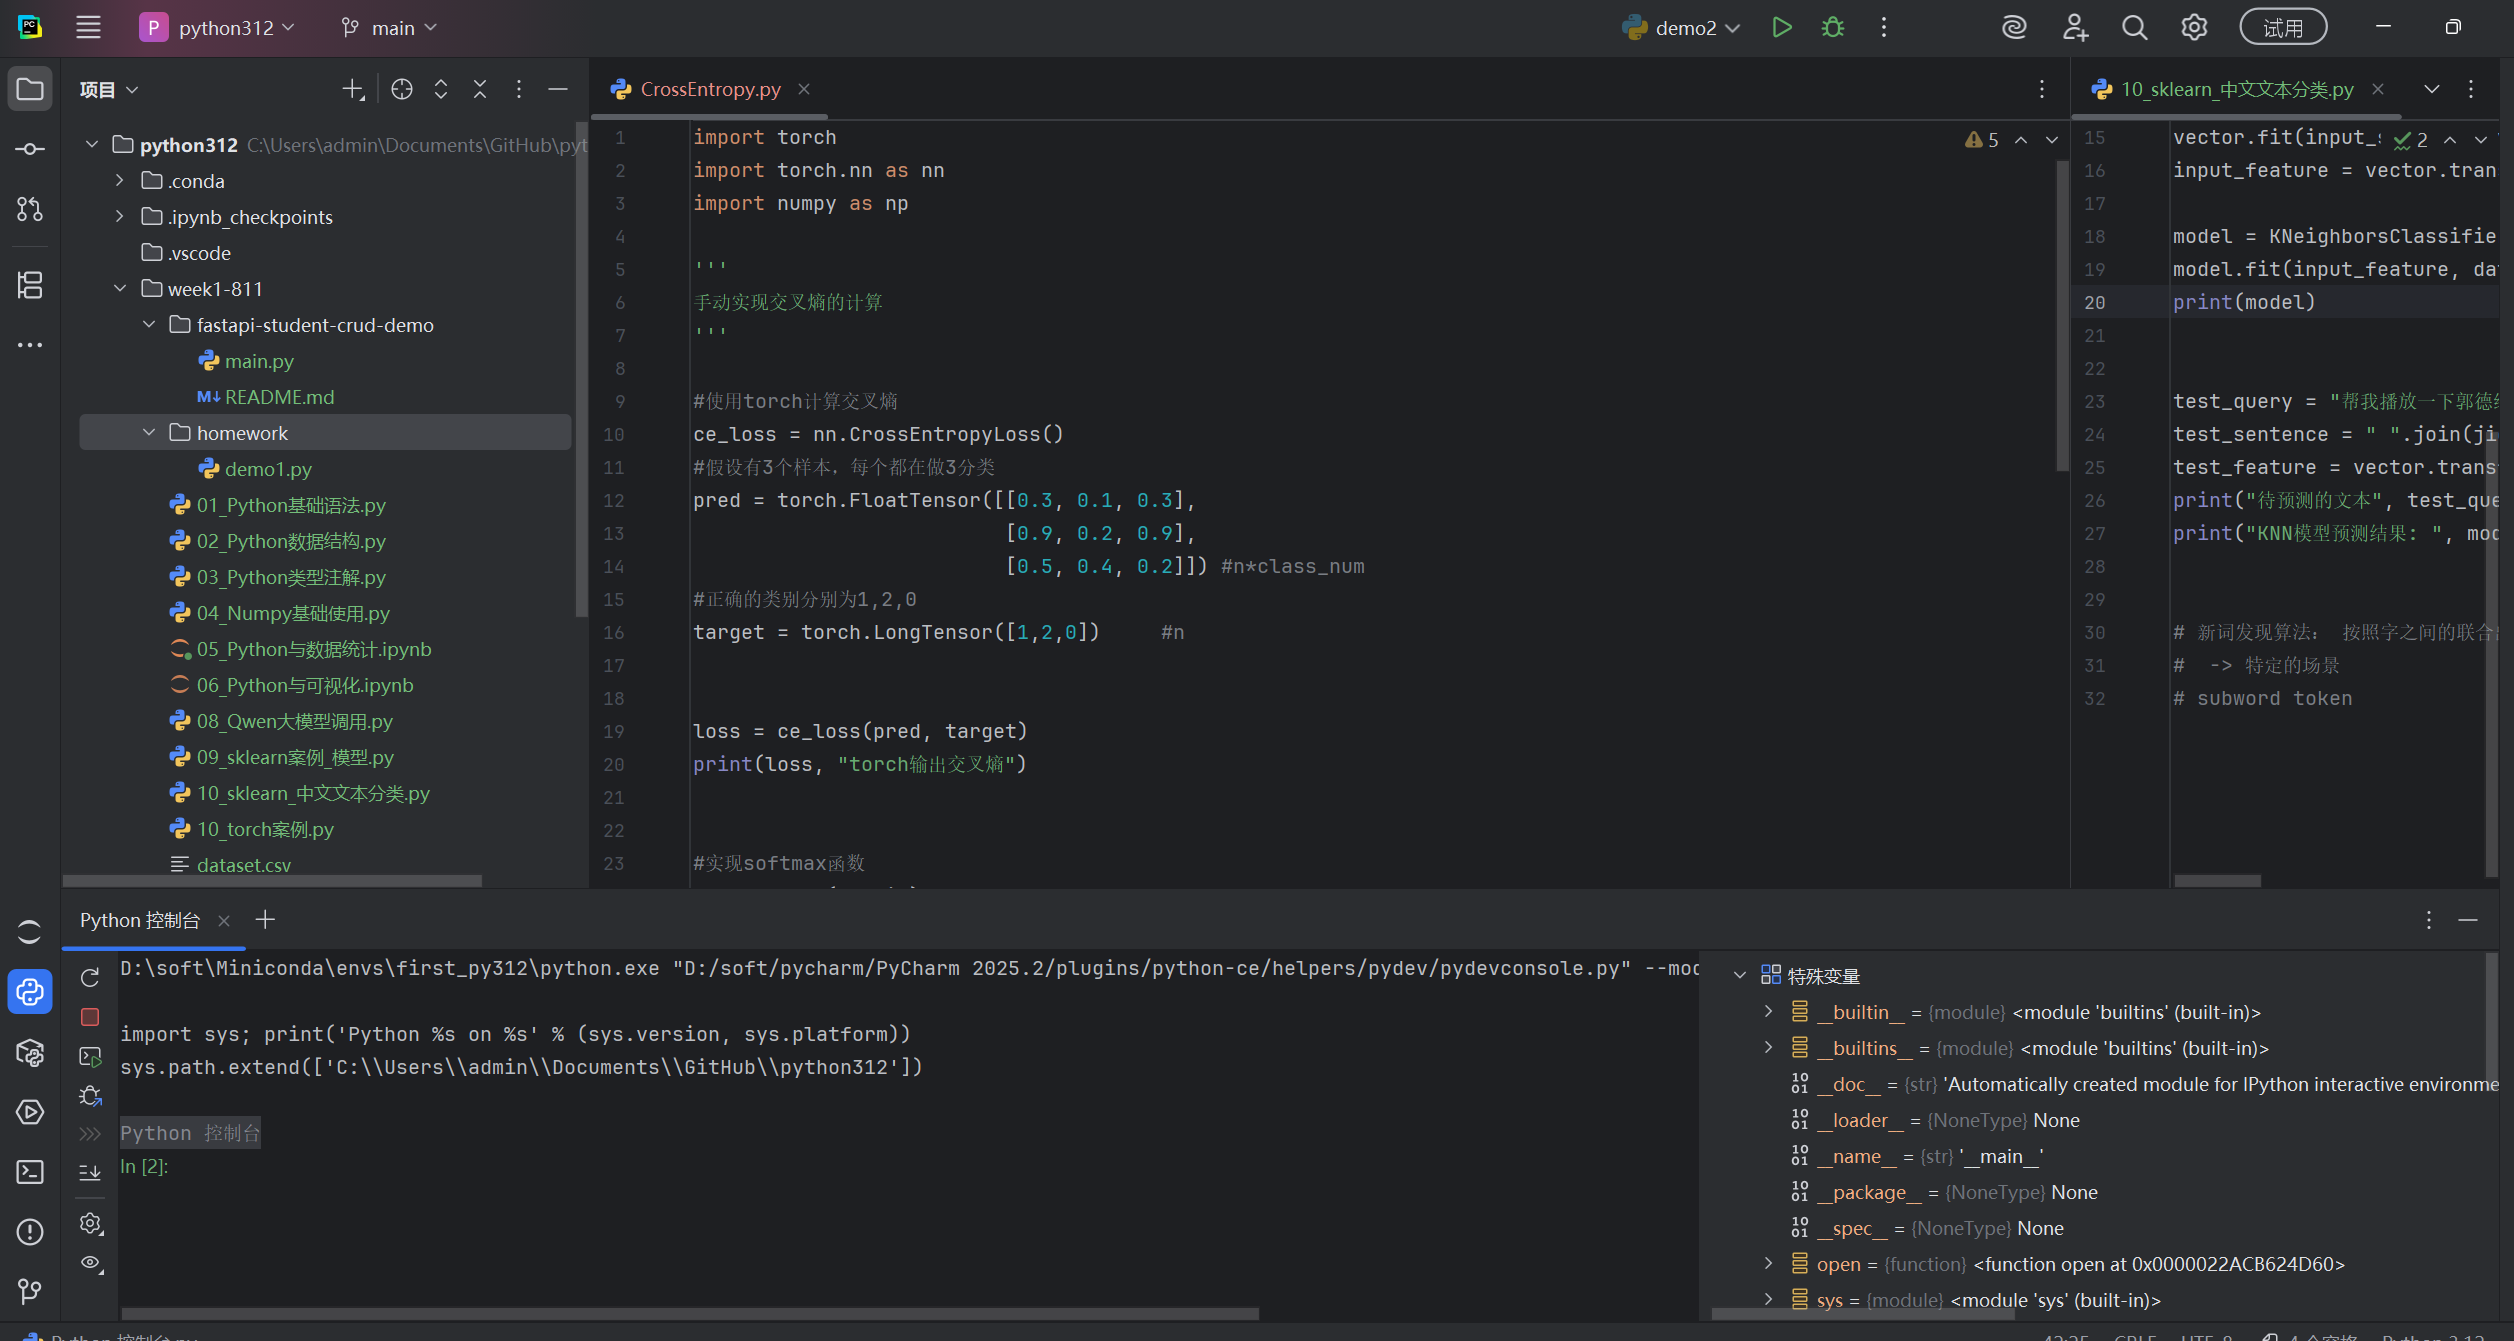 P python312 main demo2 试用
项目
python312 C:\Users\admin\Documents\GitHub\pyt
.conda
.ipynb_checkpoints
.vscode
week1-811
fastapi-student-crud-demo
main.py
M↓ README.md
homework
demo1.py
01_Python基础语法.py
02_Python数据结构.py
03_Python类型注解.py
04_Numpy基础使用.py
05_Python与数据统计.ipynb
06_Python与可视化.ipynb
08_Qwen大模型调用.py
09_sklearn案例_模型.py
10_sklearn_中文文本分类.py
10_torch案例.py
dataset.csv
CrossEntropy.py
5
1 import torch
2 import torch.nn as nn
3 import numpy as np
4
5 '''
6 手动实现交叉熵的计算
7 '''
8
9 #使用torch计算交叉熵
10 ce_loss = nn.CrossEntropyLoss()
11 #假设有3个样本，每个都在做3分类
12 pred = torch.FloatTensor([[0.3, 0.1, 0.3],
13 [0.9, 0.2, 0.9],
14 [0.5, 0.4, 0.2]]) #n*class_num
15 #正确的类别分别为1,2,0
16 target = torch.LongTensor([1,2,0]) #n
17
18
19 loss = ce_loss(pred, target)
20 print(loss, "torch输出交叉熵")
21
22
23 #实现softmax函数
10_sklearn_中文文本分类.py
2
15 vector.fit(input_s
16 input_feature = vector.tran
17
18 model = KNeighborsClassifie
19 model.fit(input_feature, da
20 print(model)
21
22
23 test_query = "帮我播放一下郭德
24 test_sentence = " ".join(ji
25 test_feature = vector.trans
26 print("待预测的文本", test_que
27 print("KNN模型预测结果: ", mod
28
29
30 # 新词发现算法： 按照字之间的联合
31 # -> 特定的场景
32 # subword token
Python 控制台
D:\soft\Miniconda\envs\first_py312\python.exe "D:/soft/pycharm/PyCharm 2025.2/plugins/python-ce/helpers/pydev/pydevconsole.py" --mod
import sys; print('Python %s on %s' % (sys.version, sys.platform))
sys.path.extend(['C:\\Users\\admin\\Documents\\GitHub\\python312'])
Python 控制台
In [2]:
特殊变量
__builtin__ = {module} <module 'builtins' (built-in)>
__builtins__ = {module} <module 'builtins' (built-in)>
__doc__ = {str} 'Automatically created module for IPython interactive environme
__loader__ = {NoneType} None
__name__ = {str} '__main__'
__package__ = {NoneType} None
__spec__ = {NoneType} None
open = {function} <function open at 0x0000022ACB624D60>
sys = {module} <module 'sys' (built-in)>